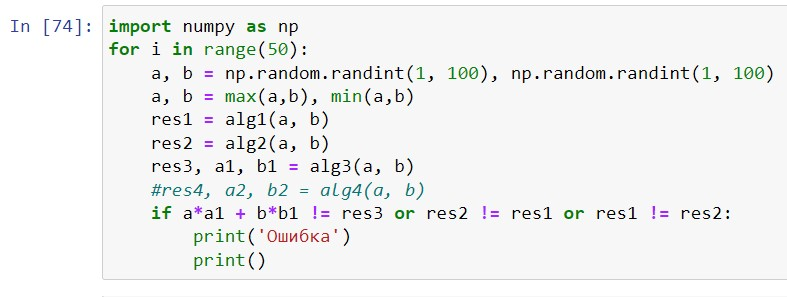 In [74]: import numpy as np
for i in range(50):
    a, b = np.random.randint(1, 100), np.random.randint(1, 100)
    a, b = max(a,b), min(a,b)
    res1 = alg1(a, b)
    res2 = alg2(a, b)
    res3, a1, b1 = alg3(a, b)
    #res4, a2, b2 = alg4(a, b)
    if a*a1 + b*b1 != res3 or res2 != res1 or res1 != res2:
        print('Ошибка')
        print()